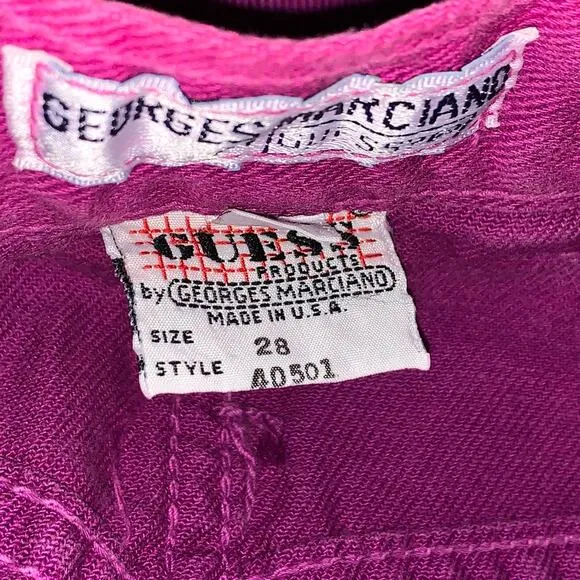 GEORGES MARCIANO
GUESS
PRODUCTS
by GEORGES MARCIANO
MADE IN U.S.A.
SIZE 28
STYLE 40501